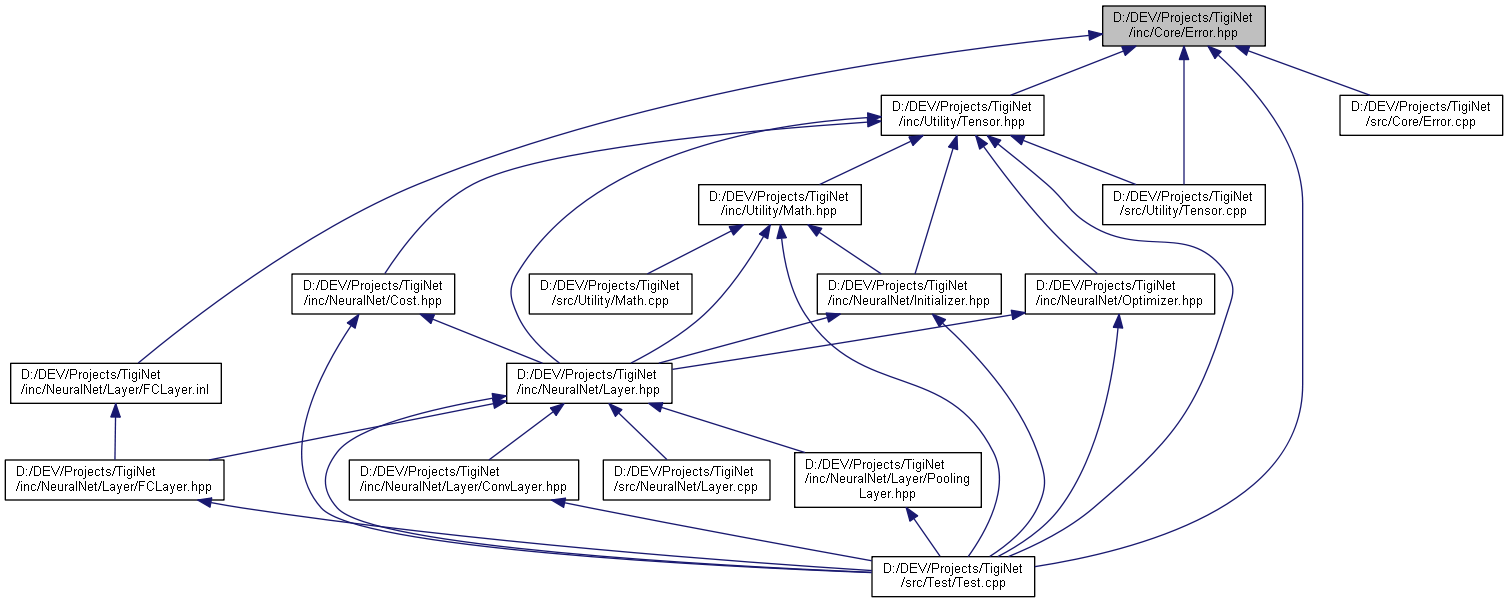 D:/DEV/Projects/TigiNet
/inc/Core/Error.hpp
D:/DEV/Projects/TigiNet
/inc/Utility/Tensor.hpp
D:/DEV/Projects/TigiNet
/src/Core/Error.cpp
D:/DEV/Projects/TigiNet
/inc/Utility/Math.hpp
D:/DEV/Projects/TigiNet
/src/Utility/Tensor.cpp
D:/DEV/Projects/TigiNet
/inc/NeuralNet/Cost.hpp
D:/DEV/Projects/TigiNet
/src/Utility/Math.cpp
D:/DEV/Projects/TigiNet
/inc/NeuralNet/Initializer.hpp
D:/DEV/Projects/TigiNet
/inc/NeuralNet/Optimizer.hpp
D:/DEV/Projects/TigiNet
/inc/NeuralNet/Layer/FCLayer.inl
D:/DEV/Projects/TigiNet
/inc/NeuralNet/Layer.hpp
D:/DEV/Projects/TigiNet
/inc/NeuralNet/Layer/FCLayer.hpp
D:/DEV/Projects/TigiNet
/inc/NeuralNet/Layer/ConvLayer.hpp
D:/DEV/Projects/TigiNet
/src/NeuralNet/Layer.cpp
D:/DEV/Projects/TigiNet
/inc/NeuralNet/Layer/Pooling
Layer.hpp
D:/DEV/Projects/TigiNet
/src/Test/Test.cpp